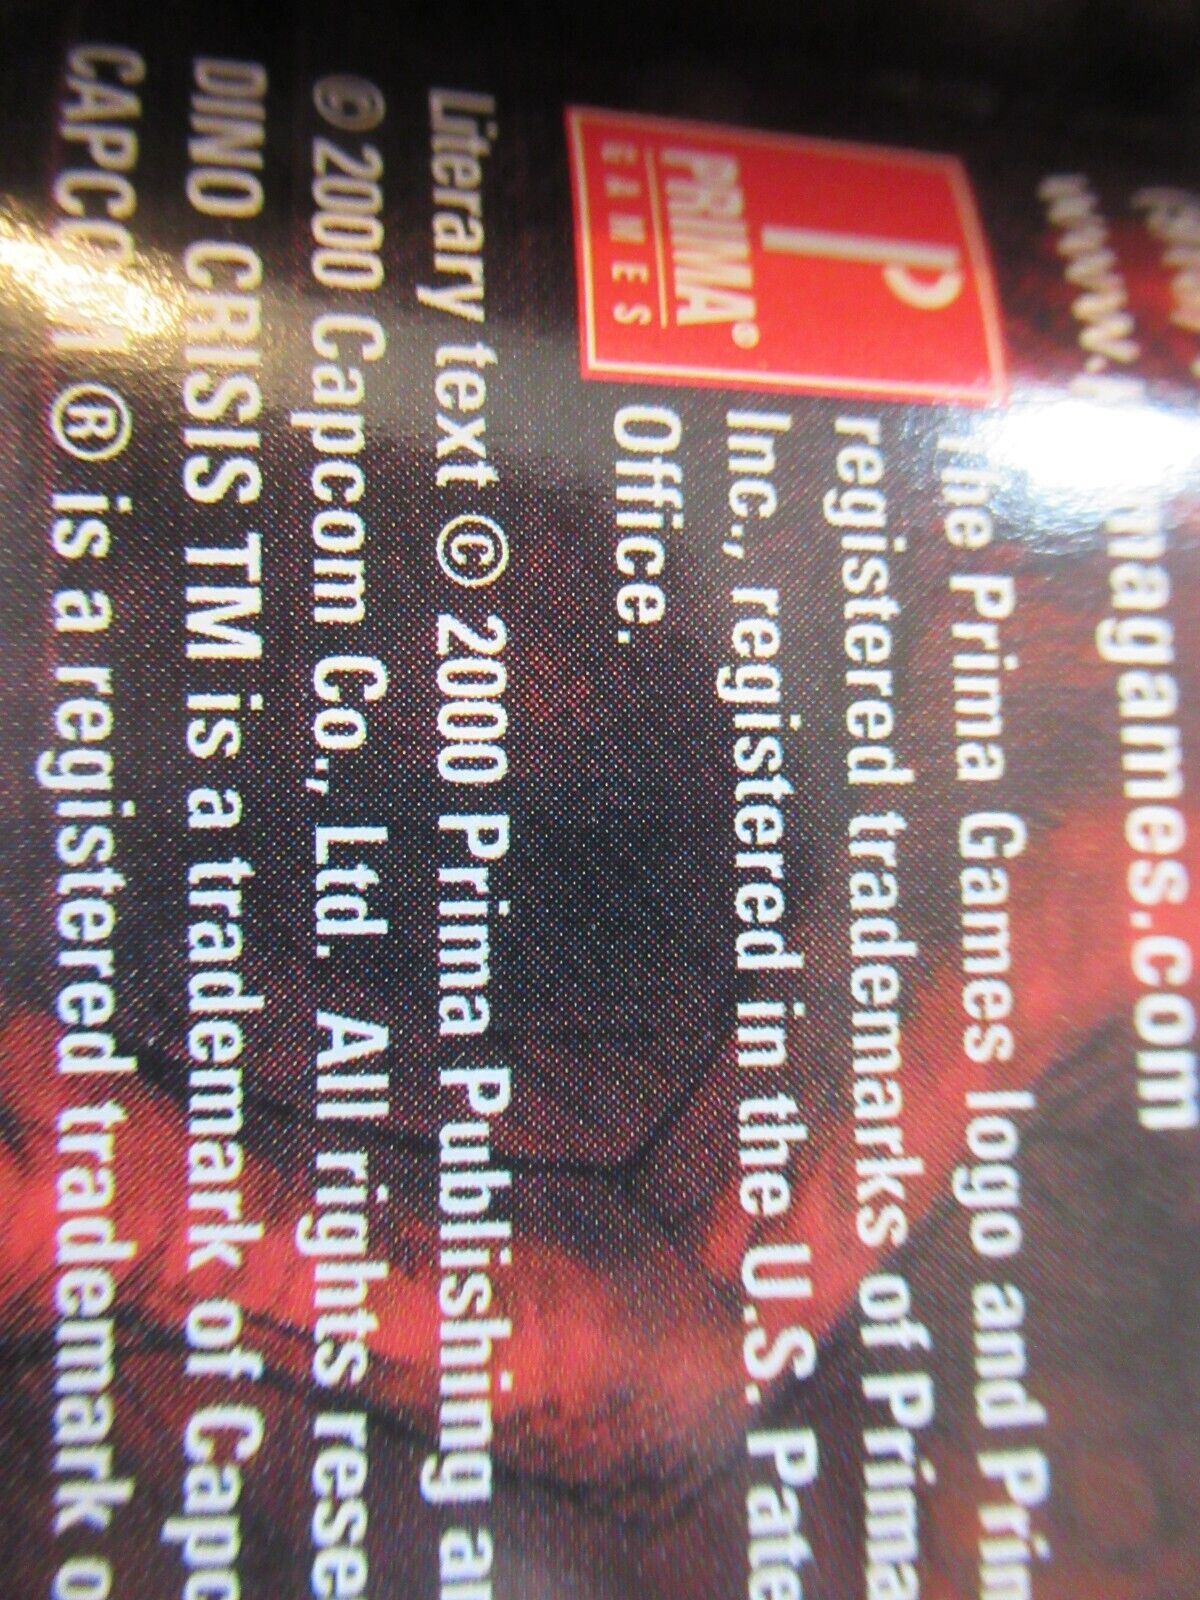 www.primagames.com
P
PRIMA®
GAMES
The Prima Games logo and Prim
registered trademarks of Prima
Inc., registered in the U.S. Pate
Office.
Literary text © 2000 Prima Publishing a
© 2000 Capcom Co., Ltd. All rights rese
DINO CRISIS TM is a trademark of Capc
CAPCOM ® is a registered trademark o